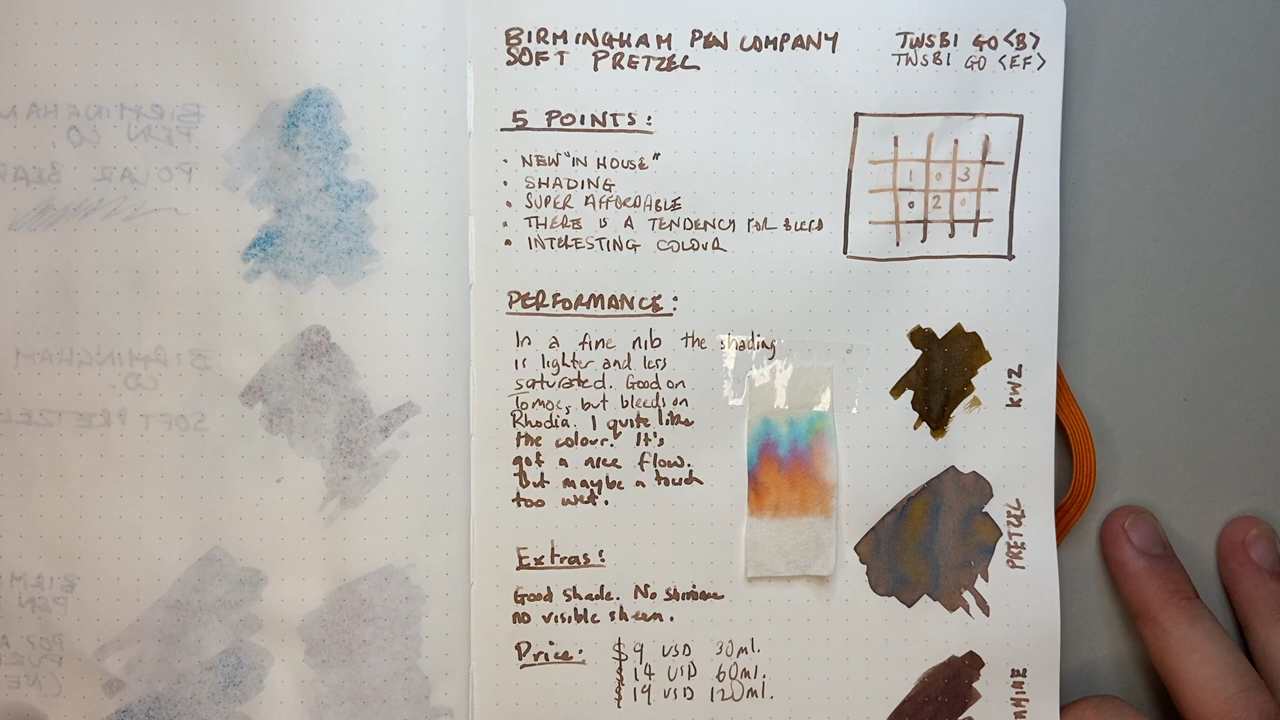 BIRMINGHAM PEN COMPANY
SOFT PRETZEL
TWSBI GO <B>
TWSBI GO <EF>
5 POINTS:
• NEW "IN HOUSE"
• SHADING
• SUPER AFFORDABLE
• THERE IS A TENDENCY FOR BLEED
• INTERESTING COLOUR
1 0 3
0 2 0
PERFORMANCE:
In a fine nib the shading
is lighter and less
saturated. Good on
Tomoe, but bleeds on
Rhodia. I quite like
the colour! It's
got a nice flow.
But maybe a touch
too wet.
KWZ
PRETZEL
Extras:
Good shade. No shimmer
no visible sheen.
Price: $9 USD 30ml.
$14 USD 60ml.
$19 USD 120ml.
BIRMINGHAM
PEN CO.
POLAR BEAR
BIRMINGHAM
CO.
SOFT PRETZEL
PEN